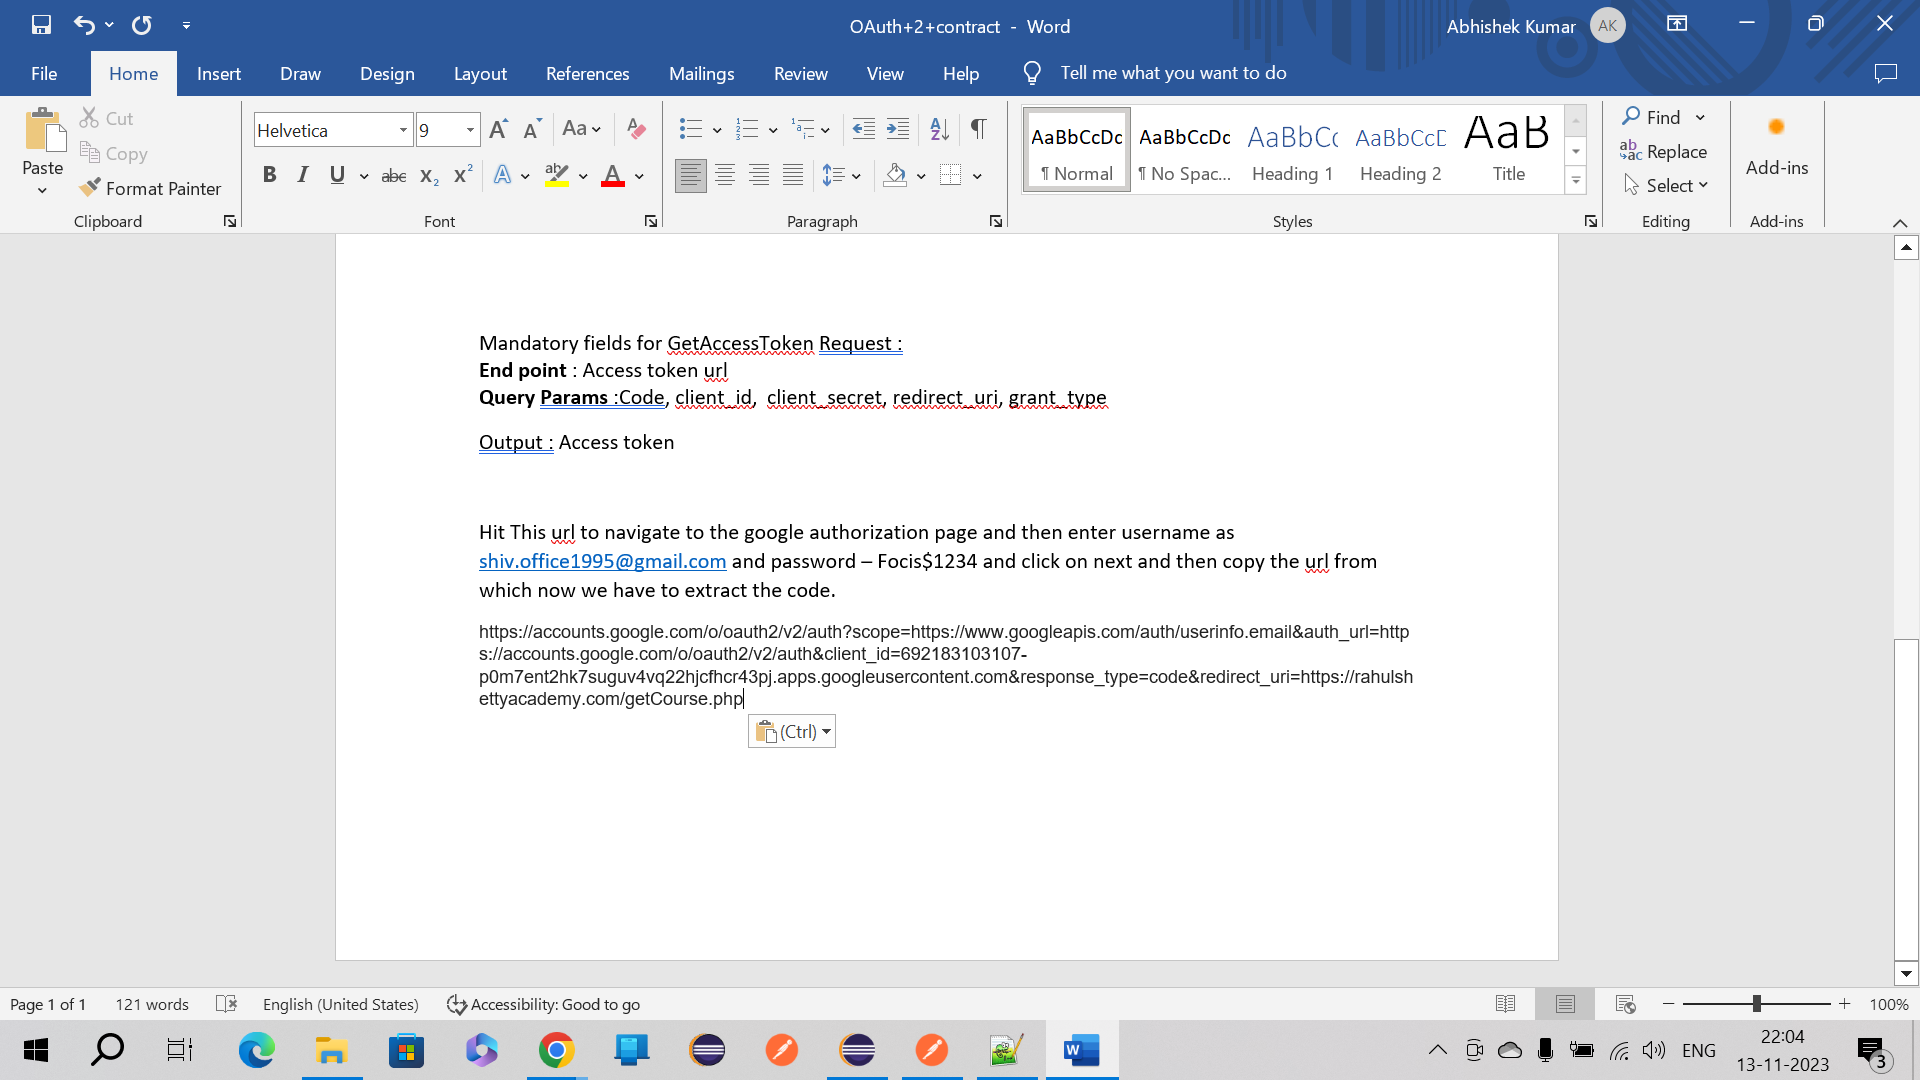 OAuth+2+contract - Word
Abhishek Kumar AK
File Home Insert Draw Design Layout References Mailings Review View Help Tell me what you want to do
Cut
Copy
Paste
Format Painter
Clipboard
Helvetica 9
Font
Paragraph
AaBbCcDc AaBbCcDc AaBbCc AaBbCcD AaB
¶ Normal ¶ No Spac... Heading 1 Heading 2 Title
Styles
Find
Replace
Select
Editing
Add-ins
Add-ins
Mandatory fields for GetAccessToken Request :
End point : Access token url
Query Params :Code, client_id, client_secret, redirect_uri, grant_type
Output : Access token
Hit This url to navigate to the google authorization page and then enter username as
shiv.office1995@gmail.com and password – Focis$1234 and click on next and then copy the url from
which now we have to extract the code.
https://accounts.google.com/o/oauth2/v2/auth?scope=https://www.googleapis.com/auth/userinfo.email&auth_url=http
s://accounts.google.com/o/oauth2/v2/auth&client_id=692183103107-
p0m7ent2hk7suguv4vq22hjcfhcr43pj.apps.googleusercontent.com&response_type=code&redirect_uri=https://rahulsh
ettyacademy.com/getCourse.php
(Ctrl)
Page 1 of 1 121 words English (United States) Accessibility: Good to go 100%
ENG
22:04
13-11-2023
3